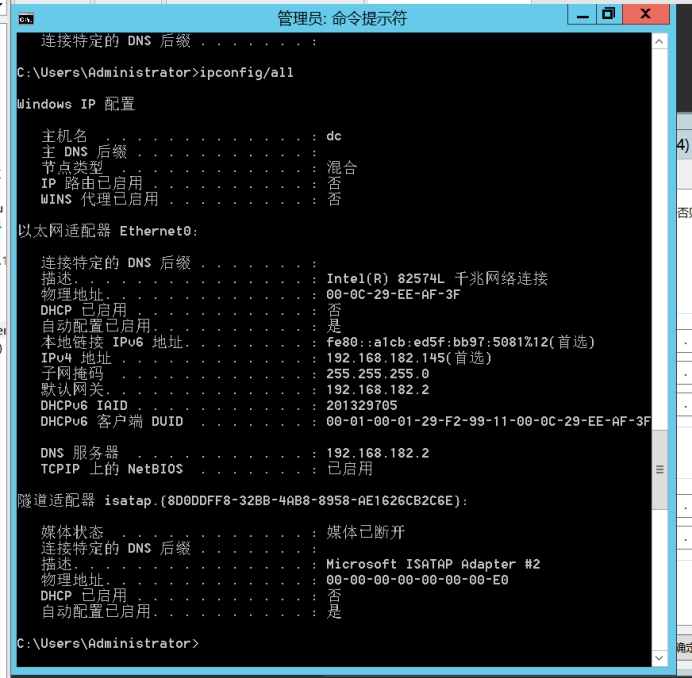 管理员: 命令提示符
连接特定的 DNS 后缀 . . . . . . . :
C:\Users\Administrator>ipconfig/all
Windows IP 配置
主机名 . . . . . . . . . . . . . : dc
主 DNS 后缀 . . . . . . . . . . . :
节点类型 . . . . . . . . . . . . : 混合
IP 路由已启用 . . . . . . . . . . : 否
WINS 代理已启用 . . . . . . . . . : 否
以太网适配器 Ethernet0:
连接特定的 DNS 后缀 . . . . . . . :
描述. . . . . . . . . . . . . . . : Intel(R) 82574L 千兆网络连接
物理地址. . . . . . . . . . . . . : 00-0C-29-EE-AF-3F
DHCP 已启用 . . . . . . . . . . . : 否
自动配置已启用. . . . . . . . . . : 是
本地链接 IPv6 地址. . . . . . . . : fe80::a1cb:ed5f:bb97:5081%12(首选)
IPv4 地址 . . . . . . . . . . . . : 192.168.182.145(首选)
子网掩码 . . . . . . . . . . . . : 255.255.255.0
默认网关. . . . . . . . . . . . . : 192.168.182.2
DHCPv6 IAID . . . . . . . . . . . : 201329705
DHCPv6 客户端 DUID . . . . . . . : 00-01-00-01-29-F2-99-11-00-0C-29-EE-AF-3F
DNS 服务器 . . . . . . . . . . . : 192.168.182.2
TCPIP 上的 NetBIOS . . . . . . . : 已启用
隧道适配器 isatap.{8D0DDFF8-32BB-4AB8-8958-AE1626CB2C6E}:
媒体状态 . . . . . . . . . . . . : 媒体已断开
连接特定的 DNS 后缀 . . . . . . . :
描述. . . . . . . . . . . . . . . : Microsoft ISATAP Adapter #2
物理地址. . . . . . . . . . . . . : 00-00-00-00-00-00-00-E0
DHCP 已启用 . . . . . . . . . . . : 否
自动配置已启用. . . . . . . . . . : 是
C:\Users\Administrator>
4)
确定